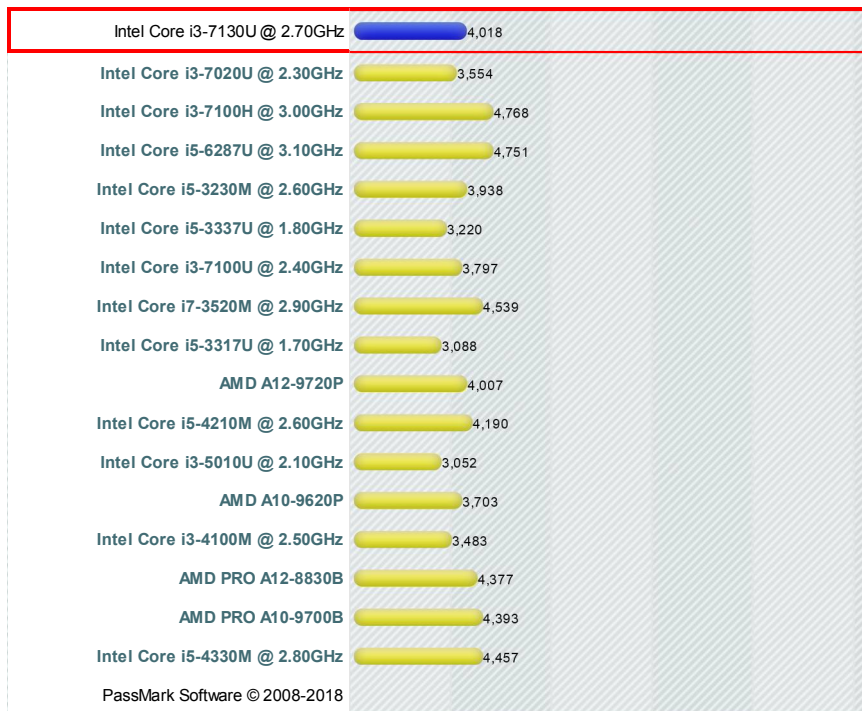 Intel Core i3-7130U @ 2.70GHz 4,018
Intel Core i3-7020U @ 2.30GHz 3,554
Intel Core i3-7100H @ 3.00GHz 4,768
Intel Core i5-6287U @ 3.10GHz 4,751
Intel Core i5-3230M @ 2.60GHz 3,938
Intel Core i5-3337U @ 1.80GHz 3,220
Intel Core i3-7100U @ 2.40GHz 3,797
Intel Core i7-3520M @ 2.90GHz 4,539
Intel Core i5-3317U @ 1.70GHz 3,088
AMD A12-9720P 4,007
Intel Core i5-4210M @ 2.60GHz 4,190
Intel Core i3-5010U @ 2.10GHz 3,052
AMD A10-9620P 3,703
Intel Core i3-4100M @ 2.50GHz 3,483
AMD PRO A12-8830B 4,377
AMD PRO A10-9700B 4,393
Intel Core i5-4330M @ 2.80GHz 4,457
PassMark Software © 2008-2018